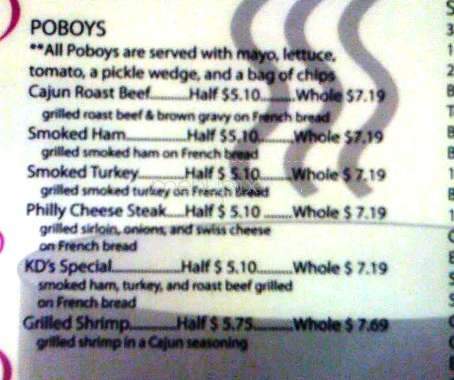 POBOYS
**All Poboys are served with mayo, lettuce,
tomato, a pickle wedge, and a bag of chips
Cajun Roast Beef..........Half $5.10..........Whole $7.19
grilled roast beef & brown gravy on French bread
Smoked Ham..........Half $5.10..........Whole $7.19
grilled smoked ham on French bread
Smoked Turkey..........Half $ 5.10..........Whole $ 7.19
grilled smoked turkey on French Bread
Philly Cheese Steak.....Half $ 5.10 ........Whole $ 7.19
grilled sirloin, onions, and swiss cheese
on French bread
KD's Special..........Half $ 5.10..........Whole $ 7.19
smoked ham, turkey, and roast beef grilled
on French bread
Grilled Shrimp..........Half $ 5.75..........Whole $ 7.69
grilled shrimp in a Cajun seasoning